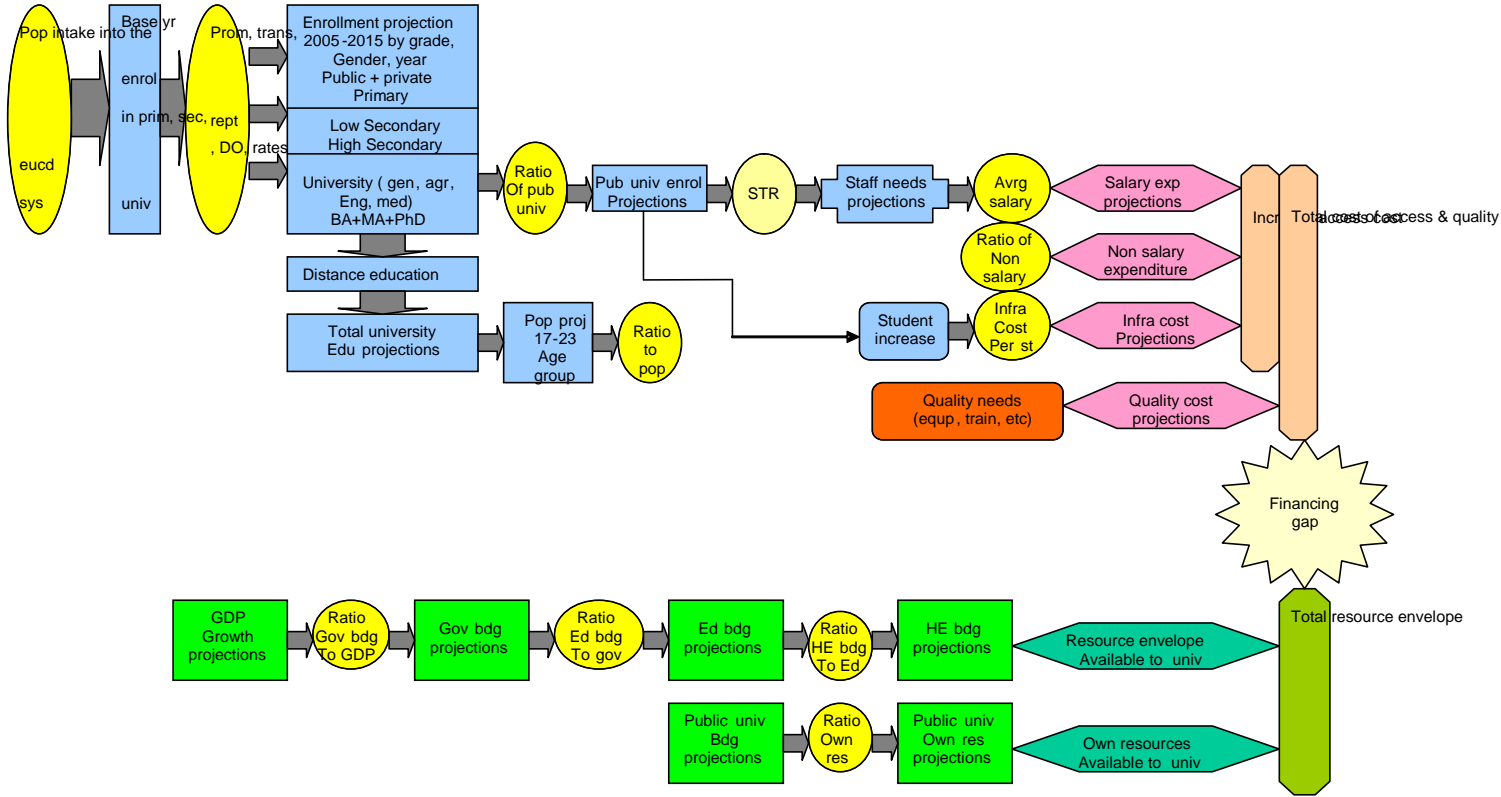 Pop intake into the
eucd
sys
Base yr
enrol
in prim, sec,
univ
Prom, trans,
rept
, DO, rates
Enrollment projection
2005-2015 by grade,
Gender, year
Public + private
Primary
Low Secondary
High Secondary
University ( gen, agr,
Eng, med)
BA+MA+PhD
Distance education
Total university
Edu projections
Ratio
Of pub
univ
Pub univ enrol
Projections
STR
Staff needs
projections
Avrg
salary
Salary exp
projections
Ratio of
Non
salary
Non salary
expenditure
Pop proj
17-23
Age
group
Ratio
to
pop
Student
increase
Infra
Cost
Per st
Infra cost
Projections
Quality needs
(equp, train, etc)
Quality cost
projections
Incr
access cost
Total cost of access & quality
Financing
gap
GDP
Growth
projections
Ratio
Gov bdg
To GDP
Gov bdg
projections
Ratio
Ed bdg
To gov
Ed bdg
projections
Ratio
HE bdg
To Ed
HE bdg
projections
Resource envelope
Available to univ
Total resource envelope
Public univ
Bdg
projections
Ratio
Own
res
Public univ
Own res
projections
Own resources
Available to univ